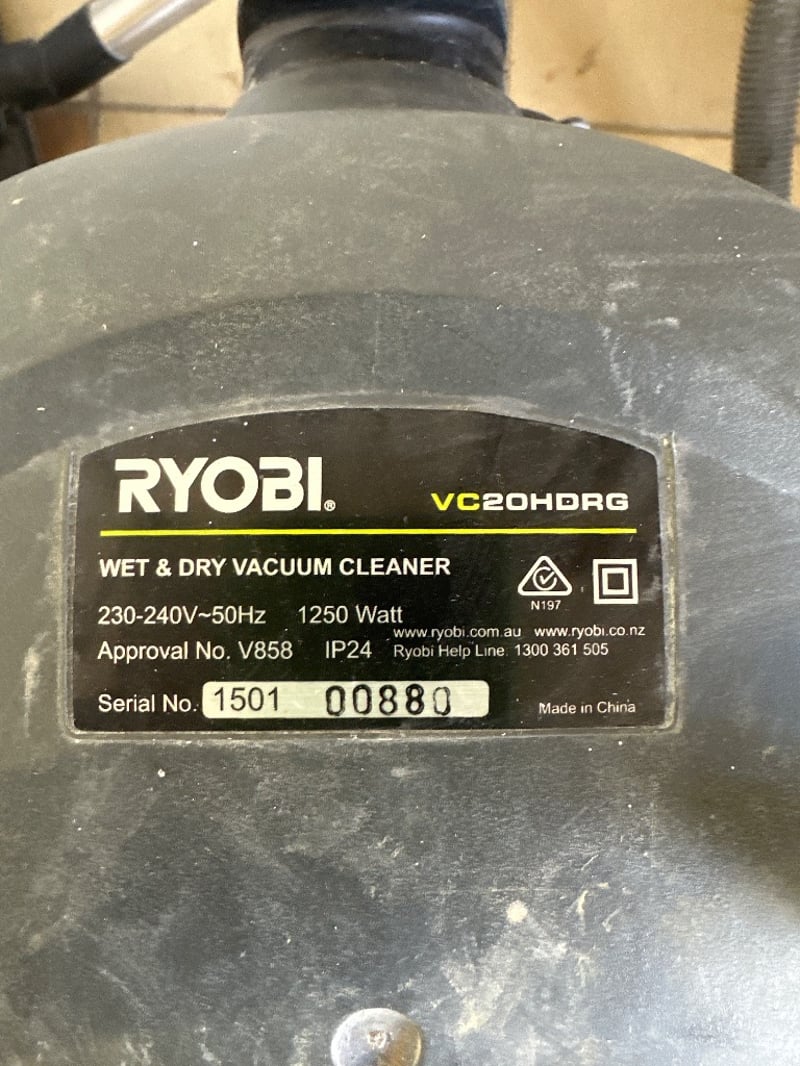 RYOBI®
VC20HDRG
WET & DRY VACUUM CLEANER
N197
230-240V~50Hz 1250 Watt
www.ryobi.com.au www.ryobi.co.nz
Approval No. V858 IP24 Ryobi Help Line: 1300 361 505
Serial No. 1501 00880
Made in China